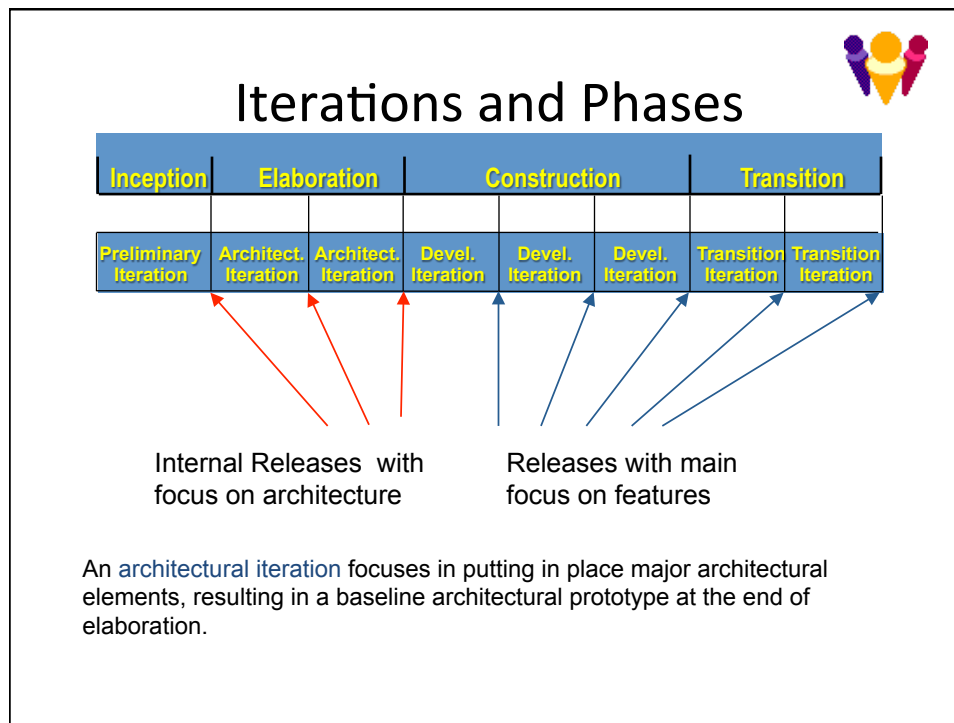 Iterations and Phases
Inception Elaboration Construction Transition
Preliminary Architect. Architect. Devel. Devel. Devel. Transition Transition
Iteration Iteration Iteration Iteration Iteration Iteration Iteration Iteration
Internal Releases with
focus on architecture
Releases with main
focus on features
An architectural iteration focuses in putting in place major architectural
elements, resulting in a baseline architectural prototype at the end of
elaboration.